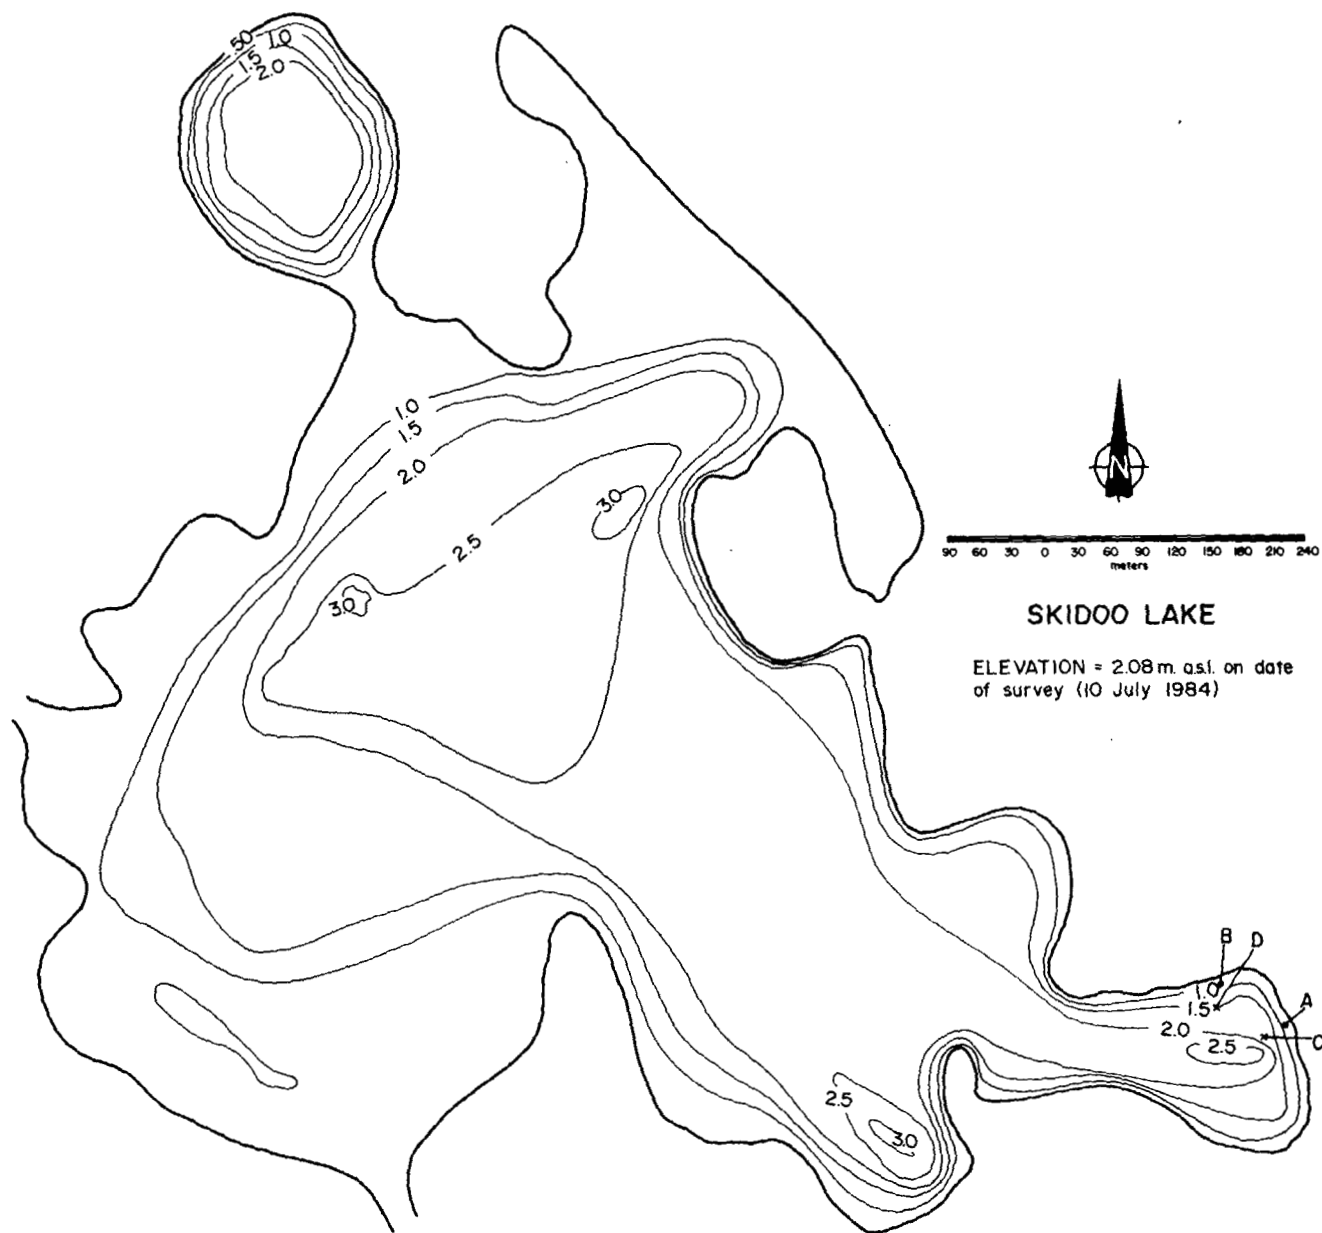 .50
1.0
1.5
2.0
1.0
1.5
2.0
3.0
2.5
3.0
N
90 60 30 0 30 60 90 120 150 180 210 240
meters
SKIDOO LAKE
ELEVATION = 2.08 m. a.s.l. on date
of survey (10 July 1984)
B D
1.0
A
1.5
2.0
C
2.5
2.5
3.0